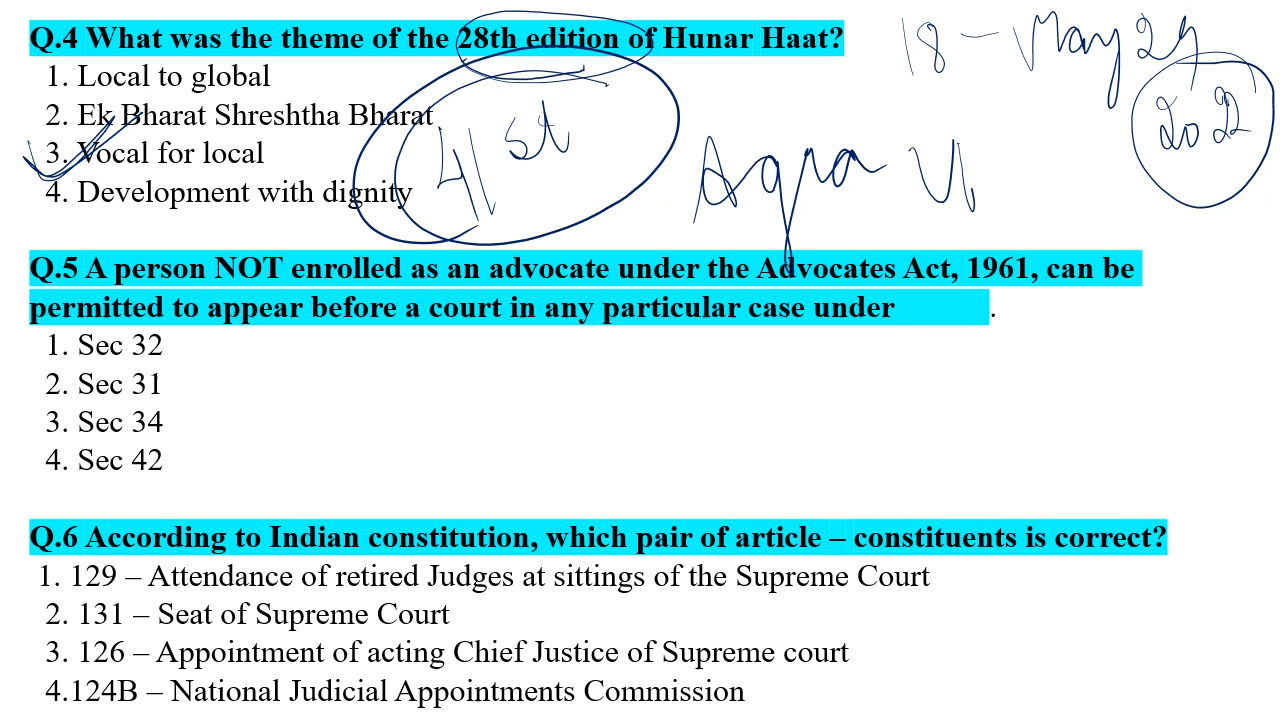 Q.4 What was the theme of the 28th edition of Hunar Haat?
18 - May 29
2022
1. Local to global
2. Ek Bharat Shreshtha Bharat
41st
Agra
3. Vocal for local
4. Development with dignity
Q.5 A person NOT enrolled as an advocate under the Advocates Act, 1961, can be
permitted to appear before a court in any particular case under .
1. Sec 32
2. Sec 31
3. Sec 34
4. Sec 42
Q.6 According to Indian constitution, which pair of article – constituents is correct?
1. 129 – Attendance of retired Judges at sittings of the Supreme Court
2. 131 – Seat of Supreme Court
3. 126 – Appointment of acting Chief Justice of Supreme court
4.124B – National Judicial Appointments Commission